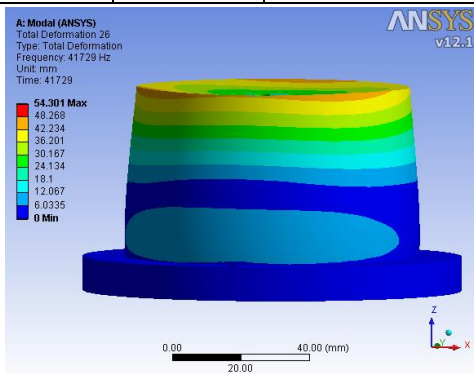 A: Modal (ANSYS)
Total Deformation 26
Type: Total Deformation
Frequency: 41729 Hz
Unit: mm
Time: 41729
ANSYS
v12.1
54.301 Max
48.268
42.234
36.201
30.167
24.134
18.1
12.067
6.0335
0 Min
Z
Y
X
0.00
40.00 (mm)
20.00